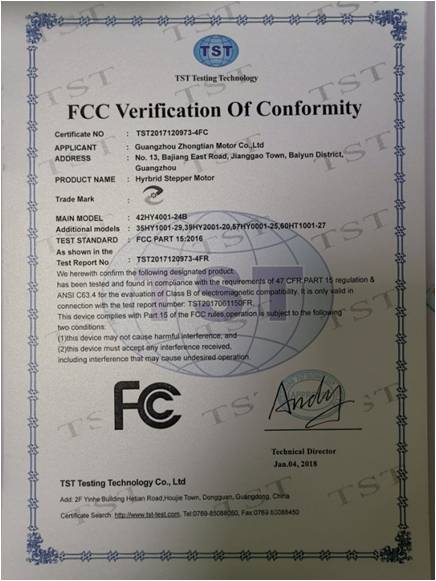 TST
TST Testing Technology
FCC Verification Of Conformity
Certificate NO : TST2017120973-4FC
APPLICANT : Guangzhou Zhongtian Motor Co.,Ltd
ADDRESS : No. 13, Bajiang East Road, Jianggao Town, Baiyun District,
Guangzhou
PRODUCT NAME : Hyrbrid Stepper Motor
Trade Mark :
MAIN MODEL : 42HY4001-24B
Additional models : 35HY1001-29,39HY2001-20,57HY0001-25,60HT1001-27
TEST STANDARD : FCC PART 15:2016
As shown in the
Test Report No : TST2017120973-4FR
We herewith confirm the following designated product:
has been tested and found in compliance with the requirements of 47 CFR,PART 15 regulation &
ANSI C63.4 for the evaluation of Class B of electromagnetic compatibility. It is only valid in
connection with the test report number: TST2017061150FR,
This device complies with Part 15 of the FCC rules.operation is subject to the following
two conditions:
(1)this device may not cause harmful interference, and
(2)this device must accept any interference received,
including interference that may cause undesired operation.
FC
Andy
Technical Director
Jan.04, 2018
TST Testing Technology Co., Ltd
Add: 2F Yinhe Building Hetian Road,Houjie Town, Dongguan, Guangdong, China
Certificate Search: http://www.tst-test.com, Tel:0769-85088060, Fax:0769-83088450